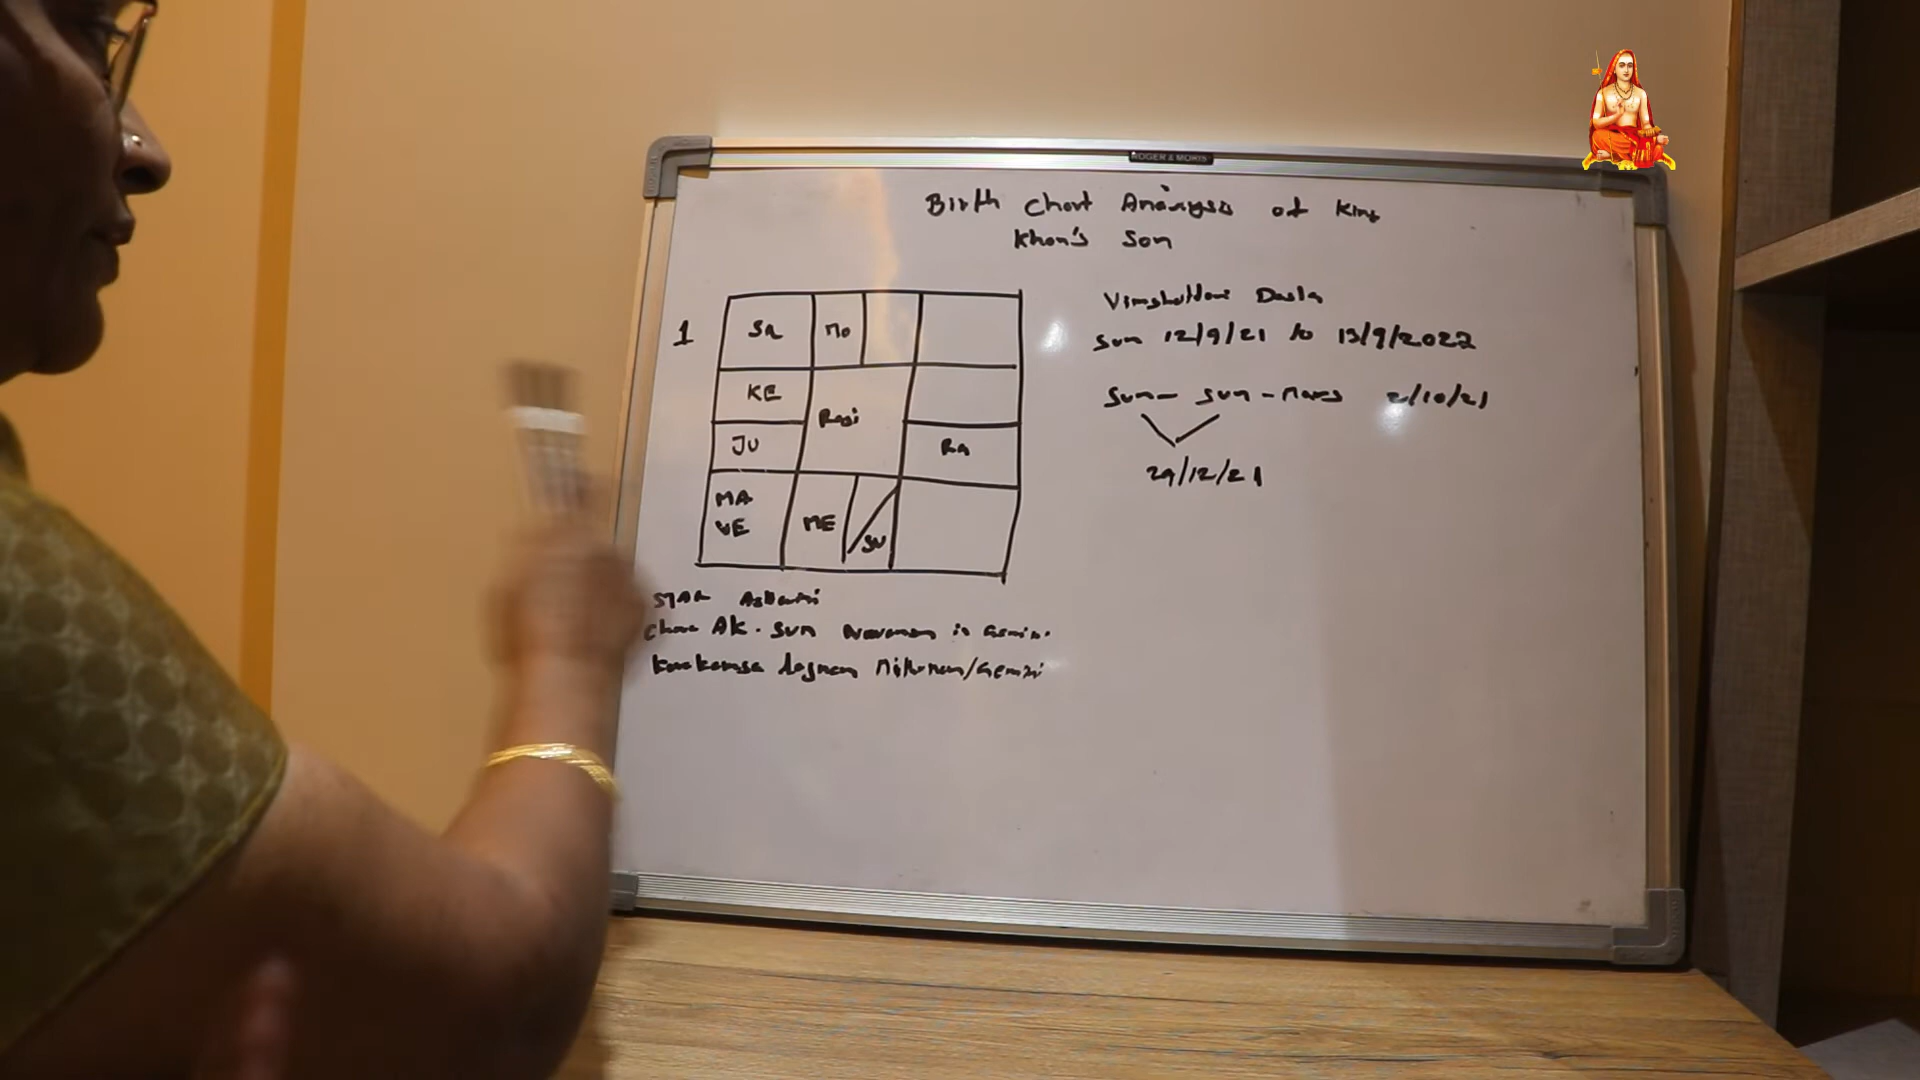 ROGER & MORIS
Birth Chart Analysis of King
Khan's Son
1
SA
Mo
KE
Rasi
JU
RA
MA
VE
ME
SU
Vimshottari Dasha
Sun 12/9/21 to 13/9/2022
Sun - Sun - Mars 2/10/21
29/12/21
STAR Ashwini
Chara AK. Sun Navamsa in Gemini.
Karkamsa lagnam Mithunam/Gemini